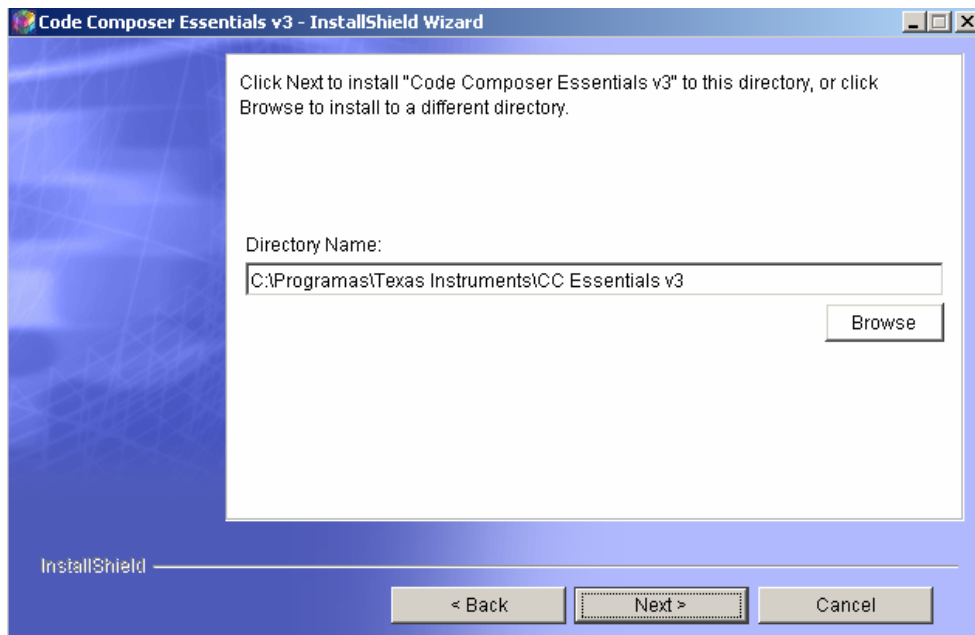 Code Composer Essentials v3 - InstallShield Wizard
Click Next to install "Code Composer Essentials v3" to this directory, or click
Browse to install to a different directory.
Directory Name:
C:\Programas\Texas Instruments\CC Essentials v3
Browse
InstallShield
< Back Next > Cancel